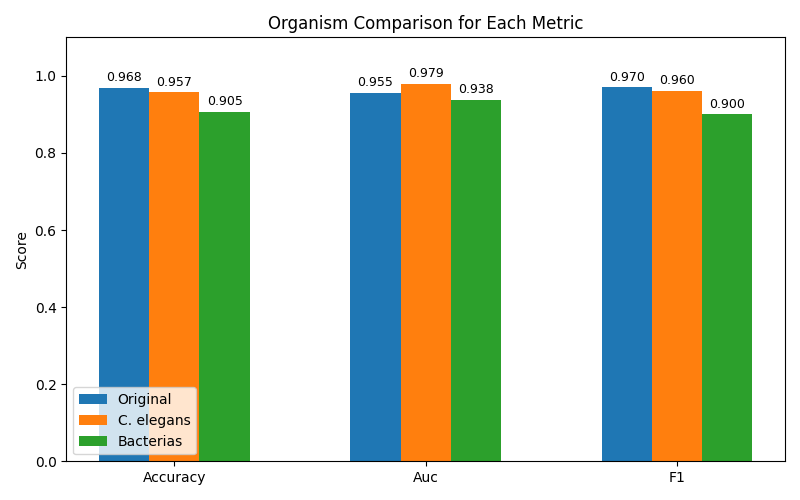 Organism Comparison for Each Metric
Score
1.0
0.8
0.6
0.4
0.2
0.0
0.968
0.957
0.905
0.955
0.979
0.938
0.970
0.960
0.900
Original
C. elegans
Bacterias
Accuracy
Auc
F1